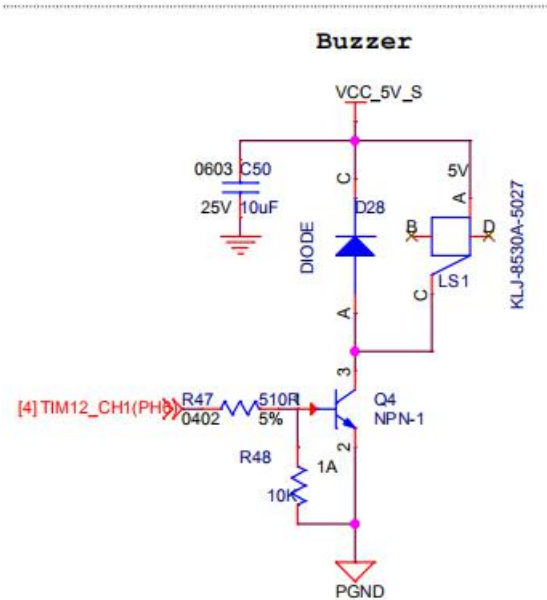 Buzzer
VCC_5V_S
0603 C50
25V 10uF
C
D28
DIODE
A
5V
A
B
D
C
LS1
KLJ-8530A-5027
3
[4] TIM12_CH1(PH6)
R47
0402
510R
5%
1
Q4
NPN-1
2
1A
R48
10K
PGND